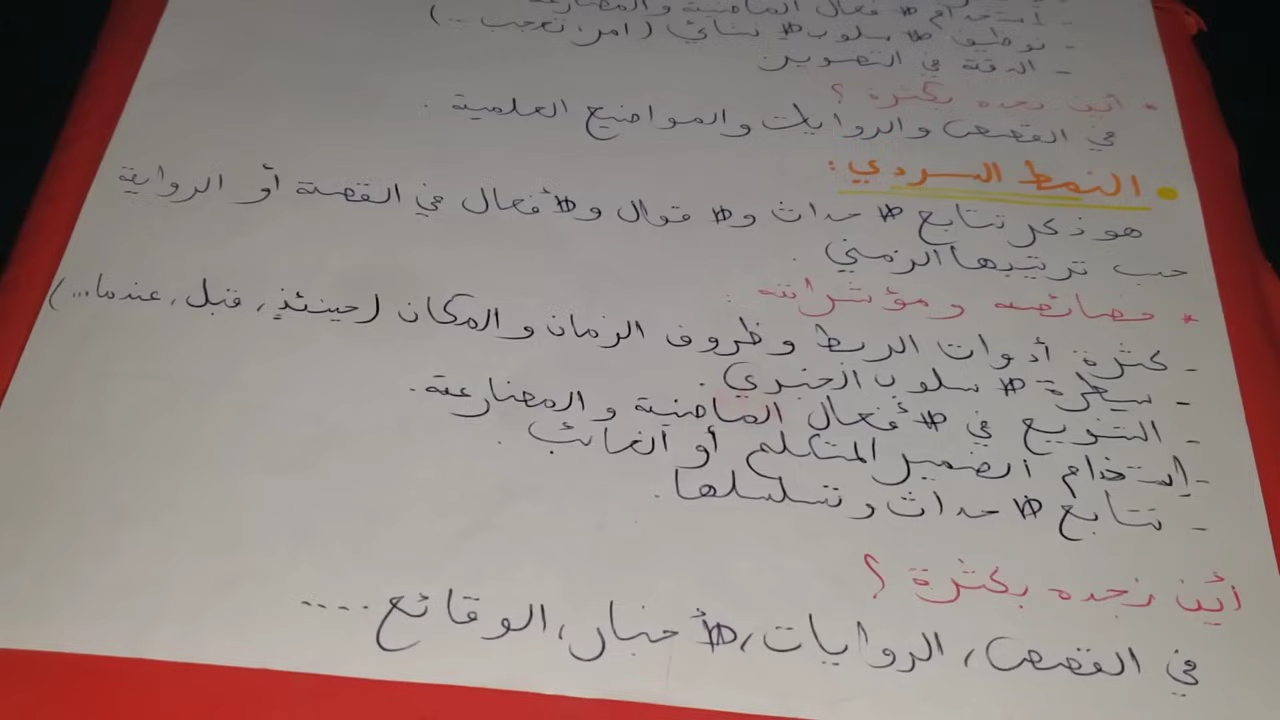 - إستخدام الأفعال الماضية والمضارعة
- توظيف الأسلوب الإنشائي (أمر، تعجب ...)
- الدقة في التصوير
* أين نجده بكثرة ؟
في القصص والروايات والمواضيع العلمية .
• النمط السردي :
هو ذكر تتابع الأحداث والأقوال والأفعال في القصة أو الرواية
حسب ترتيبها الزمني .
* خصائصه ومؤشراته :
- كثرة أدوات الربط وظروف الزمان والمكان (حينئذٍ، قبل، عندما...)
- سيطرة الأسلوب الخبري .
- التنويع في الأفعال الماضية والمضارعة .
- إستخدام الضمير المتكلم أو الغائب .
- تتابع الأحداث وتسلسلها .
أين نجده بكثرة ؟
في القصص، الروايات، الأخبار، الوقائع ....